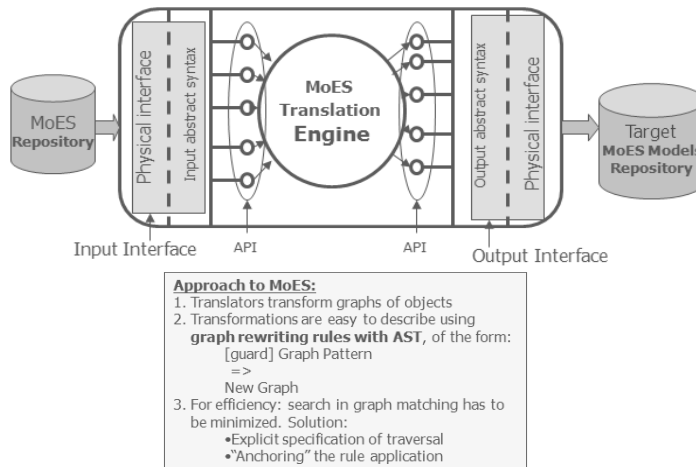 MoES
Repository
Physical interface
Input abstract syntax
MoES
Translation
Engine
Output abstract syntax
Physical interface
Target
MoES Models
Repository
Input Interface
API
API
Output Interface
Approach to MoES:
1. Translators transform graphs of objects
2. Transformations are easy to describe using
graph rewriting rules with AST, of the form:
[guard] Graph Pattern
=>
New Graph
3. For efficiency: search in graph matching has to
be minimized. Solution:
•Explicit specification of traversal
•“Anchoring” the rule application